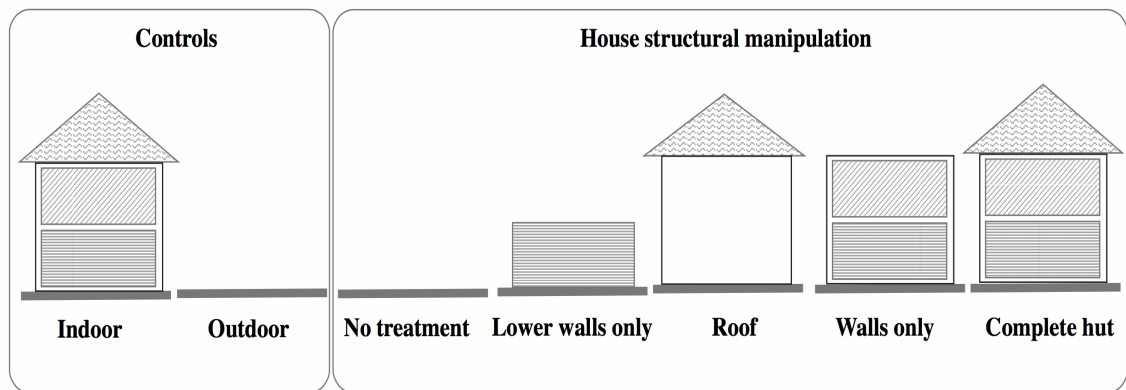 Controls
House structural manipulation
Indoor
Outdoor
No treatment
Lower walls only
Roof
Walls only
Complete hut